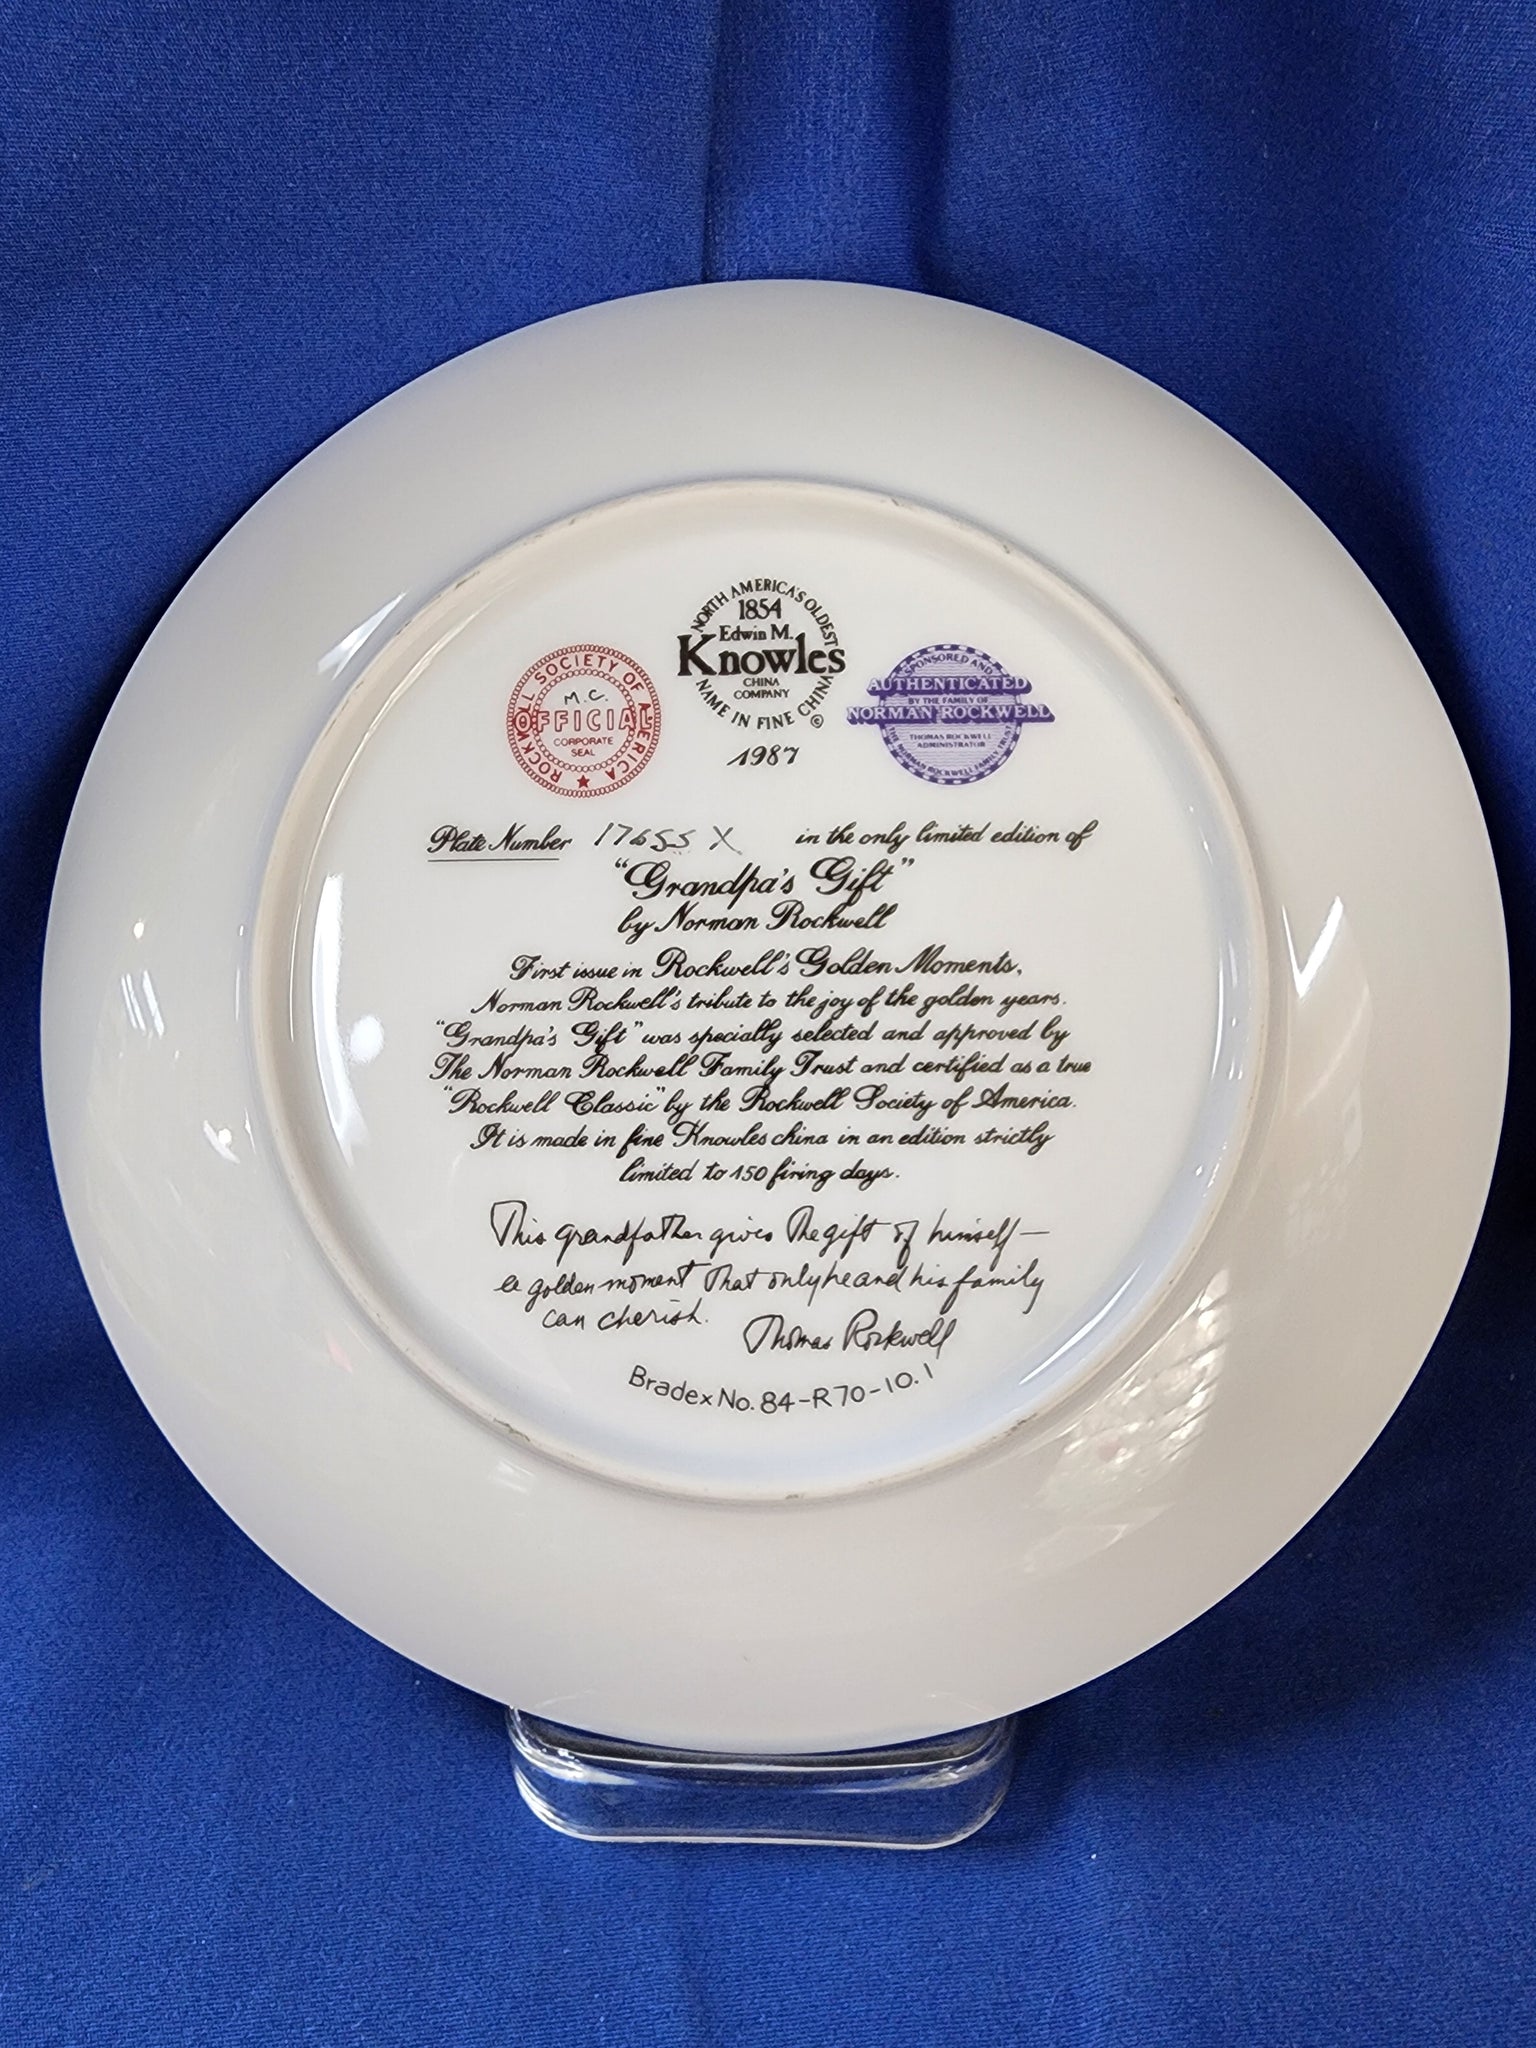 NORTH AMERICA'S OLDEST
1854
Edwin M.
Knowles
CHINA
COMPANY
NAME IN FINE CHINA
©
1987
ROCKWELL SOCIETY OF AMERICA
M.C.
OFFICIAL
CORPORATE
SEAL
SPONSORED AND
AUTHENTICATED
BY THE FAMILY OF
NORMAN ROCKWELL
THOMAS ROCKWELL
ADMINISTRATOR
THE NORMAN ROCKWELL FAMILY TRUST
Plate Number 17655 X in the only limited edition of
"Grandpa's Gift"
by Norman Rockwell
First issue in Rockwell's Golden Moments,
Norman Rockwell's tribute to the joy of the golden years.
"Grandpa's Gift" was specially selected and approved by
The Norman Rockwell Family Trust and certified as a true
"Rockwell Classic" by the Rockwell Society of America.
It is made in fine Knowles china in an edition strictly
limited to 150 firing days.
This grandfather gives the gift of himself —
a golden moment that only he and his family
can cherish.
Thomas Rockwell
Bradex No. 84-R70-10.1